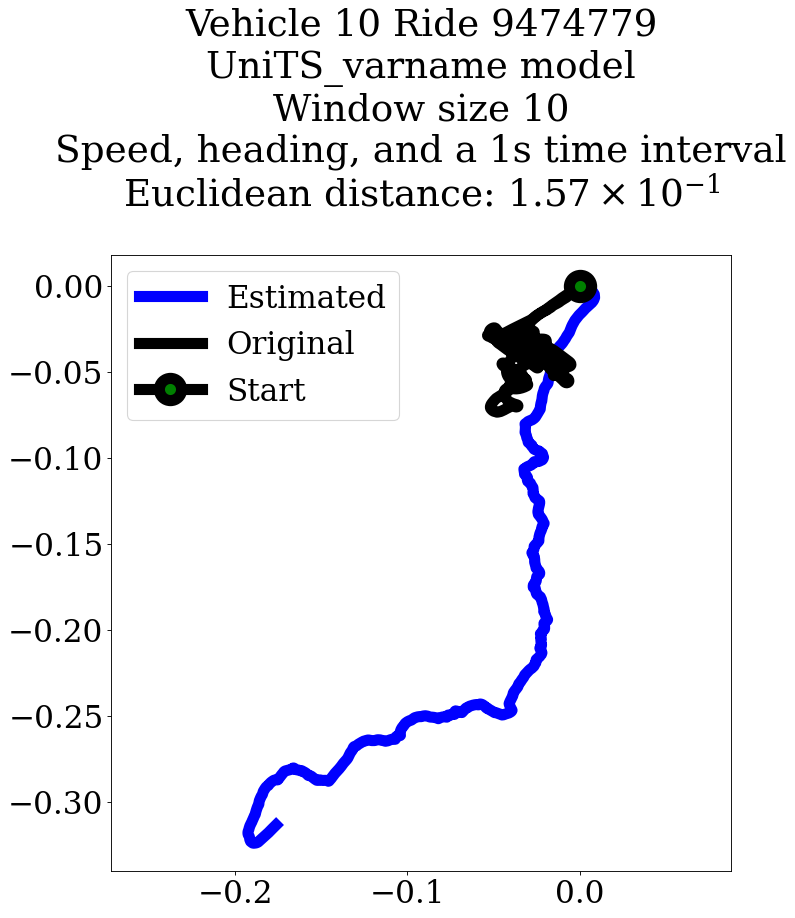 Vehicle 10 Ride 9474779
UniTS_varname model
Window size 10
Speed, heading, and a 1s time interval
Euclidean distance: 1.57 × 10⁻¹
Estimated
Original
Start
0.00
−0.05
−0.10
−0.15
−0.20
−0.25
−0.30
−0.2
−0.1
0.0